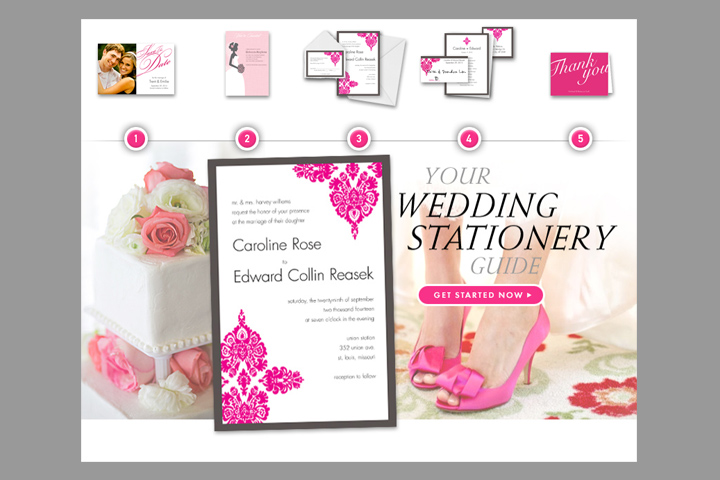 Save the Date
Thank you
1
2
3
4
5
mr. & mrs. harvey williams
request the honor of your presence
at the marriage of their daughter
Caroline Rose
to
Edward Collin Reasek
saturday, the twentyninth of september
two thousand fourteen
at seven o'clock in the evening
union station
352 union ave.
st. louis, missouri
reception to follow
YOUR
WEDDING
STATIONERY
GUIDE
GET STARTED NOW